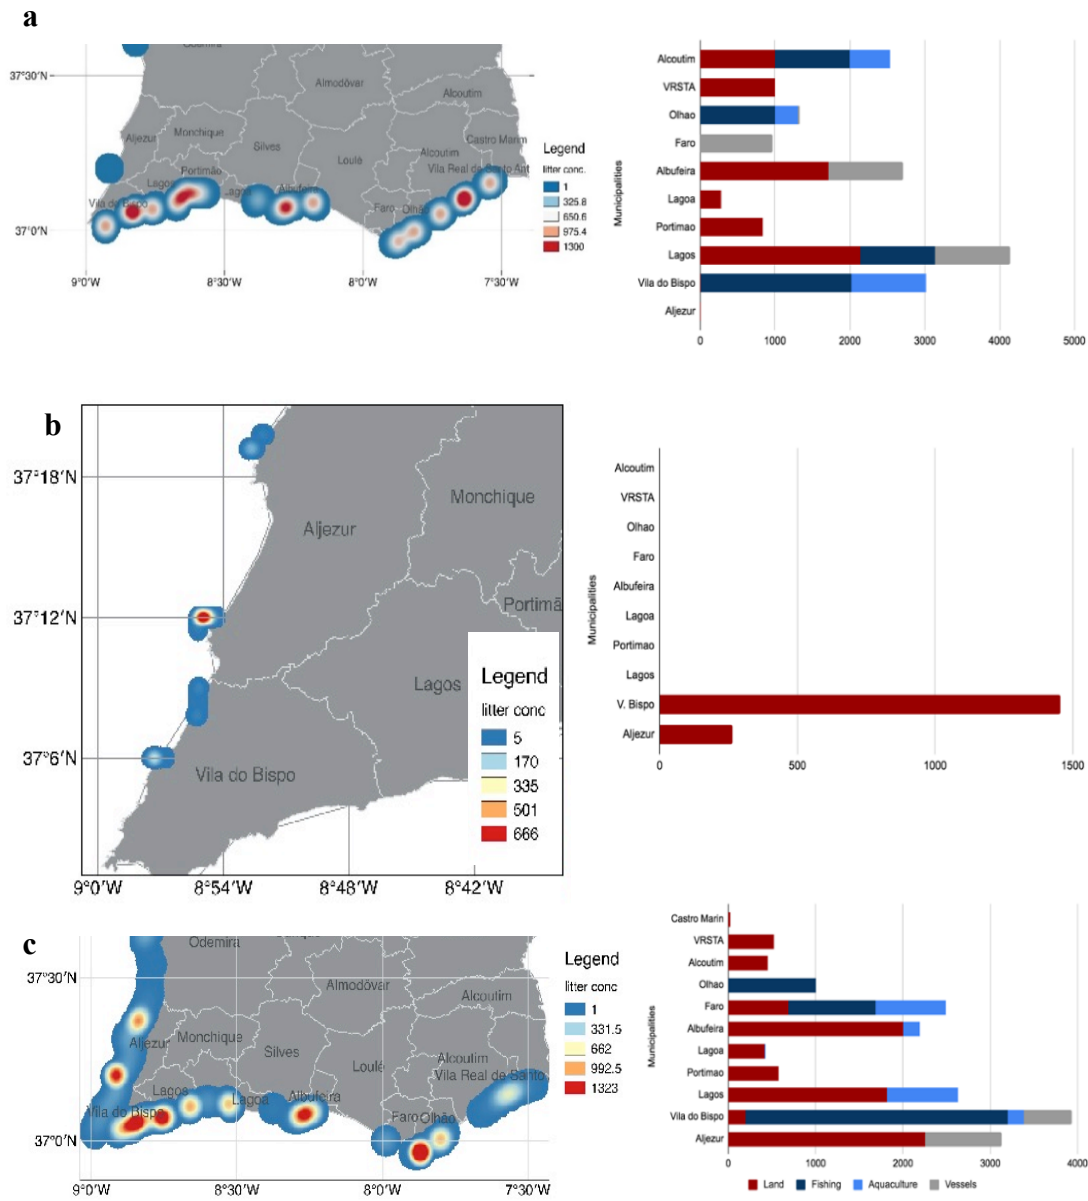 a
37°30'N
37°0'N
9°0'W
8°30'W
8°0'W
7°30'W
Odemira
Almodôvar
Alcoutim
Aljezur
Monchique
Silves
Loulé
Castro Marim
Alcoutim
Portimão
Lagos
Lagoa
Albufeira
Vila do Bispo
Faro
Olhão
Vila Real de Santo Ant
Legend
litter conc.
1
325.8
650.6
975.4
1300
Municipalities
Alcoutim
VRSTA
Olhao
Faro
Albufeira
Lagoa
Portimao
Lagos
Vila do Bispo
Aljezur
0
1000
2000
3000
4000
5000
b
37°18'N
37°12'N
37°6'N
9°0'W
8°54'W
8°48'W
8°42'W
Monchique
Aljezur
Portimã
Lagos
Vila do Bispo
Legend
litter conc
5
170
335
501
666
Municipalities
Alcoutim
VRSTA
Olhao
Faro
Albufeira
Lagoa
Portimao
Lagos
V. Bispo
Aljezur
0
500
1000
1500
c
37°30'N
37°0'N
9°0'W
8°30'W
8°0'W
7°30'W
Odemira
Almodôvar
Alcoutim
Aljezur
Monchique
Silves
Loulé
Alcoutim
Vila Real de Santo
Lagos
Lagoa
Albufeira
Vila do Bispo
Faro
Olhão
Legend
litter conc
1
331.5
662
992.5
1323
Municipalities
Castro Marin
VRSTA
Alcoutim
Olhao
Faro
Albufeira
Lagoa
Portimao
Lagos
Vila do Bispo
Aljezur
0
1000
2000
3000
4000
Land
Fishing
Aquaculture
Vessels